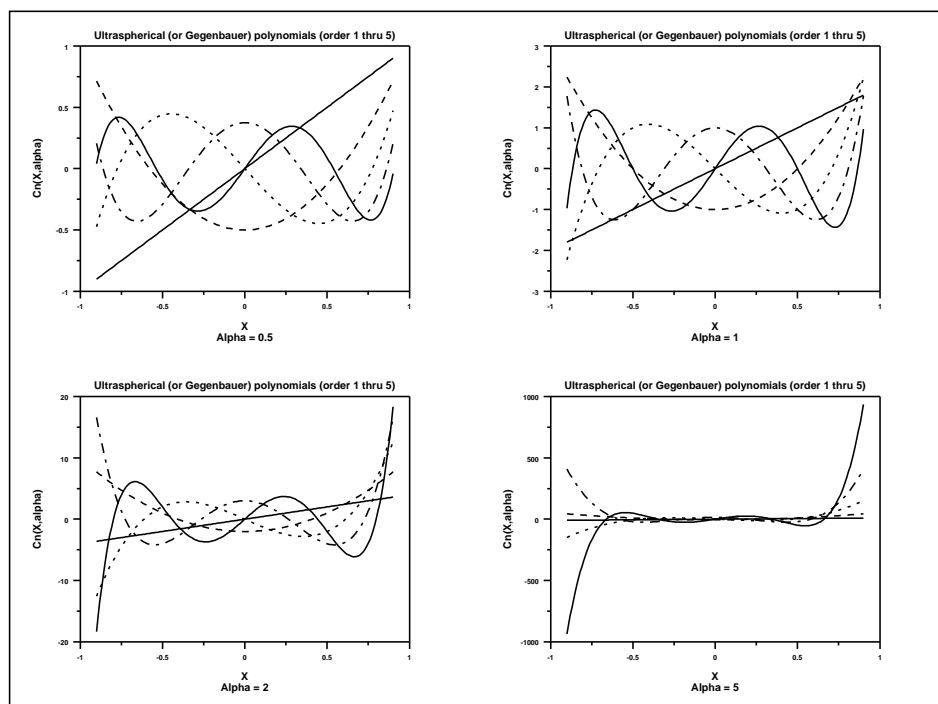 Ultraspherical (or Gegenbauer) polynomials (order 1 thru 5)
1
0.5
0
-0.5
-1
Cn(X,alpha)
-1 -0.5 0 0.5 1
X
Alpha = 0.5
Ultraspherical (or Gegenbauer) polynomials (order 1 thru 5)
3
2
1
0
-1
-2
-3
Cn(X,alpha)
-1 -0.5 0 0.5 1
X
Alpha = 1
Ultraspherical (or Gegenbauer) polynomials (order 1 thru 5)
20
10
0
-10
-20
Cn(X,alpha)
-1 -0.5 0 0.5 1
X
Alpha = 2
Ultraspherical (or Gegenbauer) polynomials (order 1 thru 5)
1000
500
0
-500
-1000
Cn(X,alpha)
-1 -0.5 0 0.5 1
X
Alpha = 5